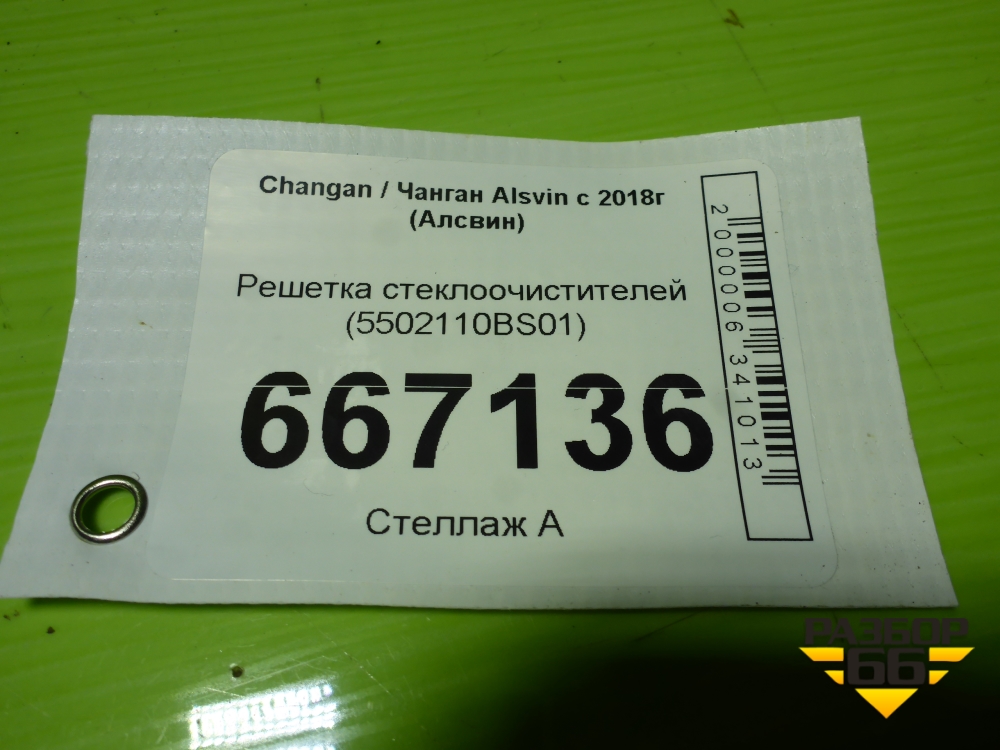 Changan / Чанган Alsvin с 2018г
(Алсвин)
Решетка стеклоочистителей
(5502110BS01)
667136
Стеллаж А
2000006341013
РАЗБОР
66